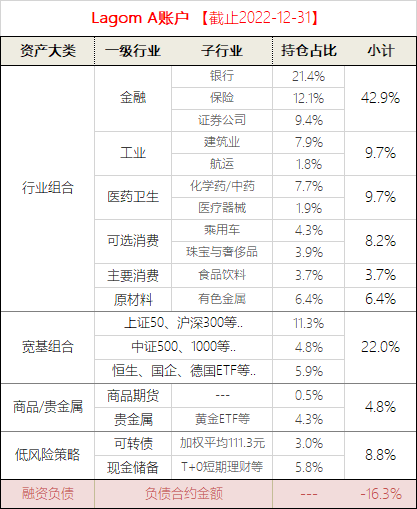 Lagom A账户 【截止2022-12-31】
资产大类 一级行业 子行业 持仓占比 小计
行业组合 金融 银行 21.4% 42.9%
保险 12.1%
证券公司 9.4%
工业 建筑业 7.9% 9.7%
航运 1.8%
医药卫生 化学药/中药 7.7% 9.7%
医疗器械 1.9%
可选消费 乘用车 4.3% 8.2%
珠宝与奢侈品 3.9%
主要消费 食品饮料 3.7% 3.7%
原材料 有色金属 6.4% 6.4%
宽基组合 上证50、沪深300等.. 11.3% 22.0%
中证500、1000等.. 4.8%
恒生、国企、德国ETF等.. 5.9%
商品/贵金属 商品期货 --- 0.5% 4.8%
贵金属 黄金ETF等 4.3%
低风险策略 可转债 加权平均111.3元 3.0% 8.8%
现金储备 T+0短期理财等 5.8%
融资负债 负债合约金额 --- -16.3%